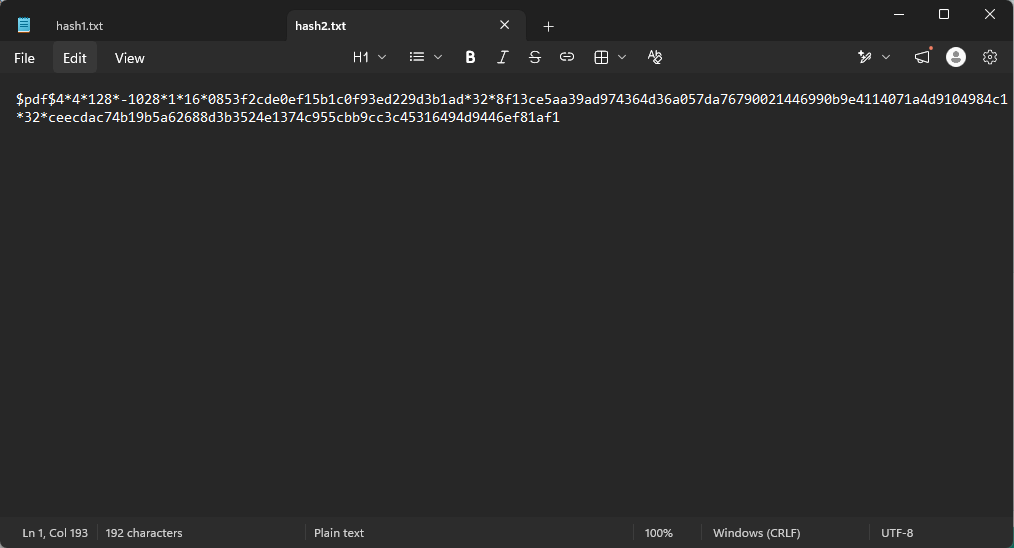 hash1.txt
hash2.txt
File Edit View H1
$pdf$4*4*128*-1028*1*16*0853f2cde0ef15b1c0f93ed229d3b1ad*32*8f13ce5aa39ad974364d36a057da76790021446990b9e4114071a4d9104984c1
*32*ceecdac74b19b5a62688d3b3524e1374c955cbb9cc3c45316494d9446ef81af1
Ln 1, Col 193 192 characters Plain text 100% Windows (CRLF) UTF-8